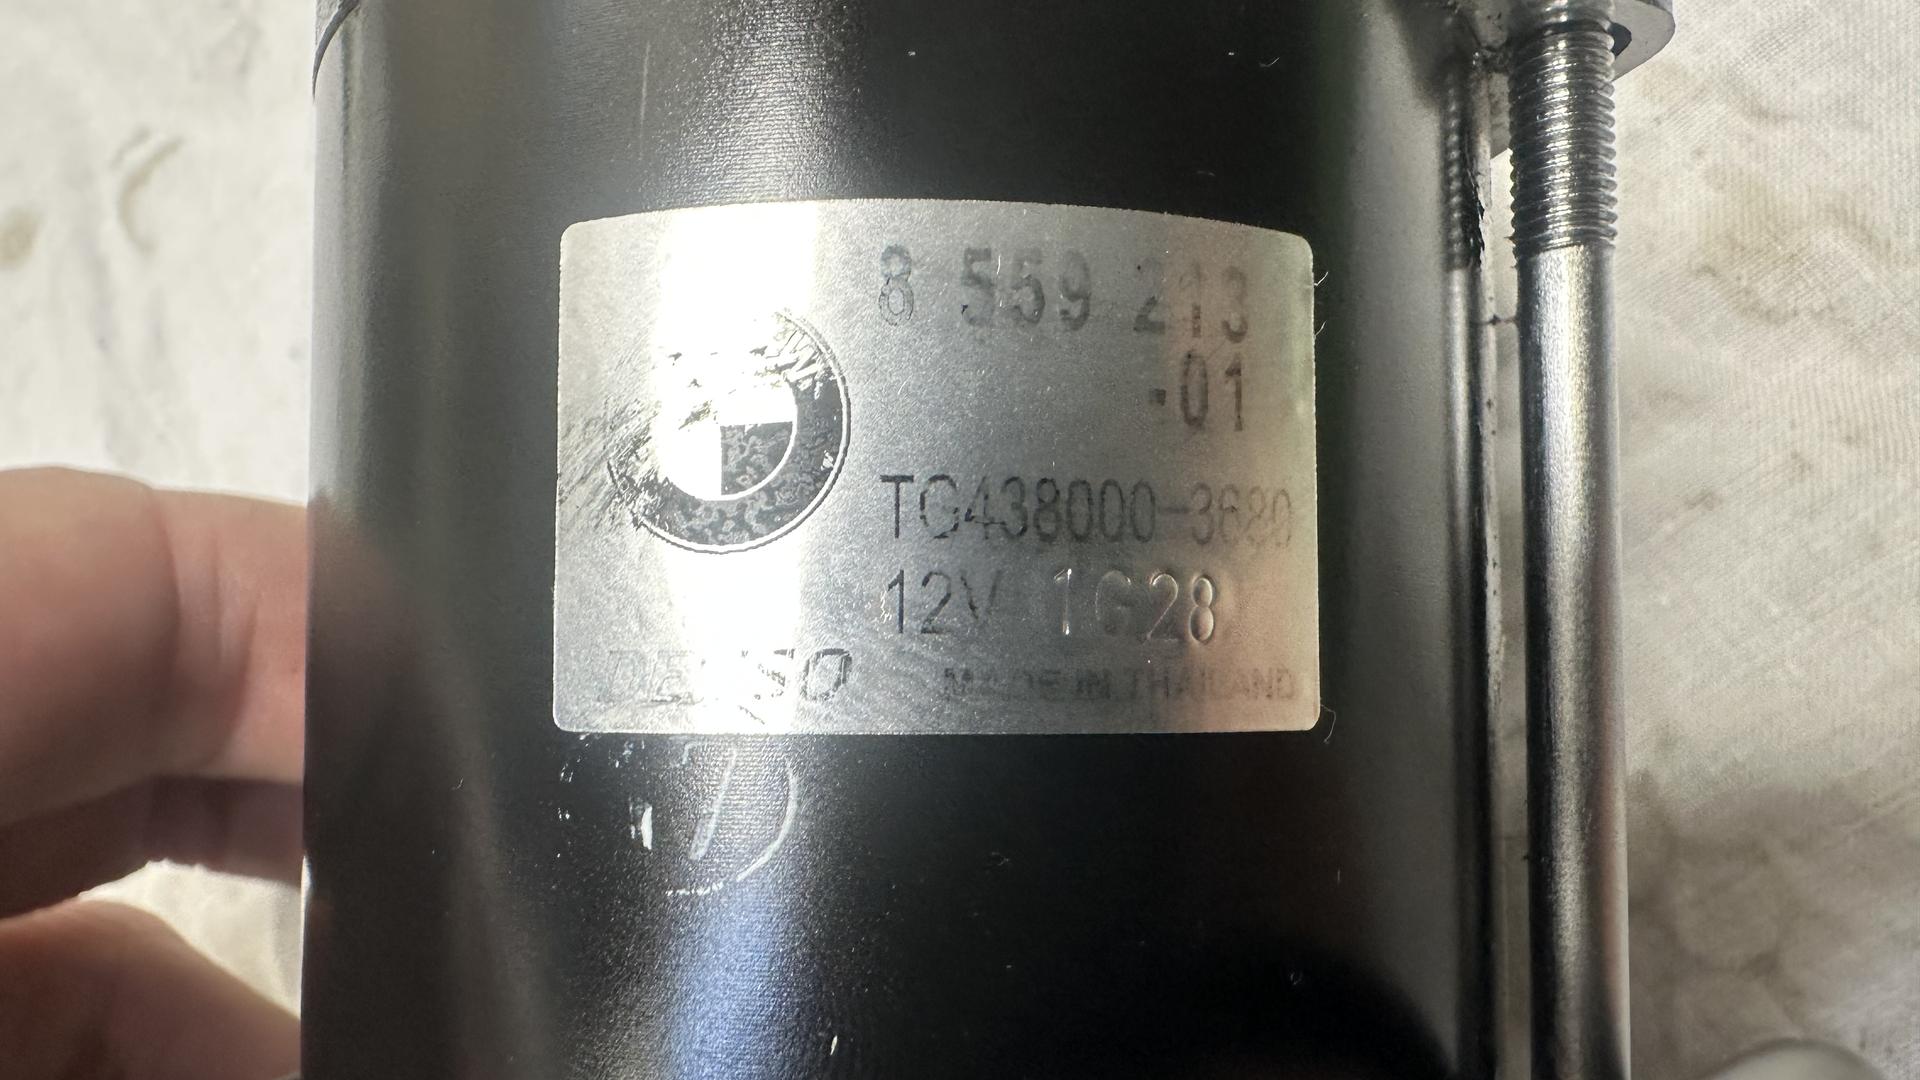 8 559 213
-01
TG438000-3680
12V 1G28
DENSO MADE IN THAILAND